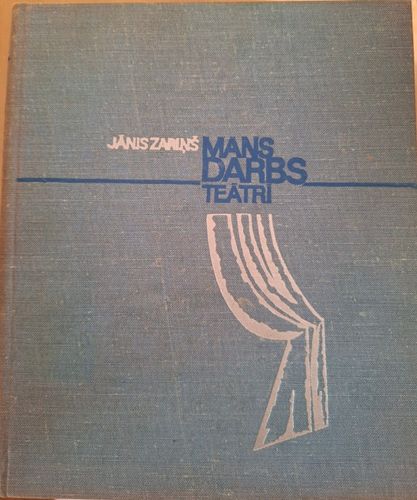 JĀNIS ZARIŅŠ
MANS
DARBS
TEĀTRĪ